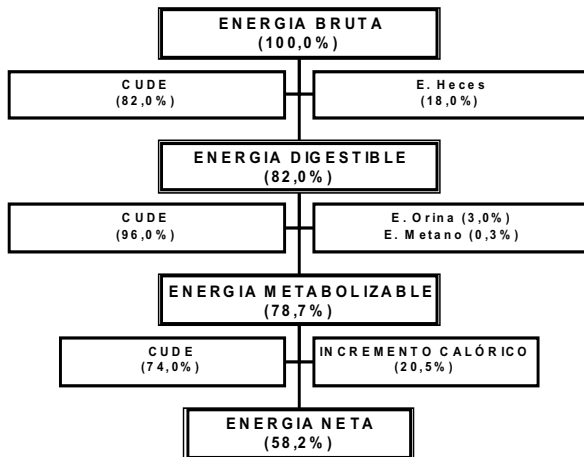 ENERGIA BRUTA
(100,0%)
CUDE
(82,0%)
E. Heces
(18,0%)
ENERGIA DIGESTIBLE
(82,0%)
CUDE
(96,0%)
E. Orina (3,0%)
E. Metano (0,3%)
ENERGIA METABOLIZABLE
(78,7%)
CUDE
(74,0%)
INCREMENTO CALÓRICO
(20,5%)
ENERGIA NETA
(58,2%)